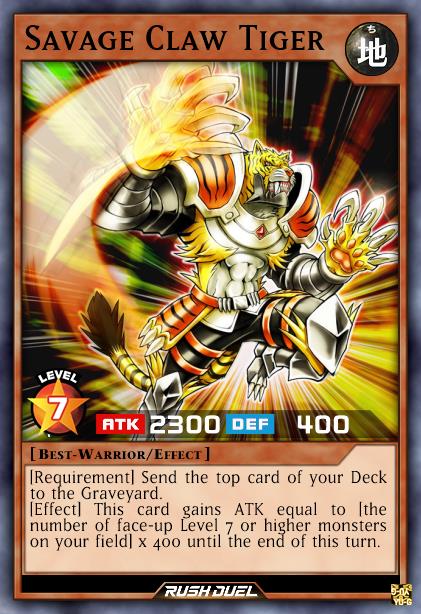 SAVAGE CLAW TIGER
ち
地
LEVEL
7
ATK 2300 DEF 400
[BEST-WARRIOR/EFFECT]
[Requirement] Send the top card of your Deck
to the Graveyard.
[Effect] This card gains ATK equal to [the
number of face-up Level 7 or higher monsters
on your field] x 400 until the end of this turn.
RUSH DUEL